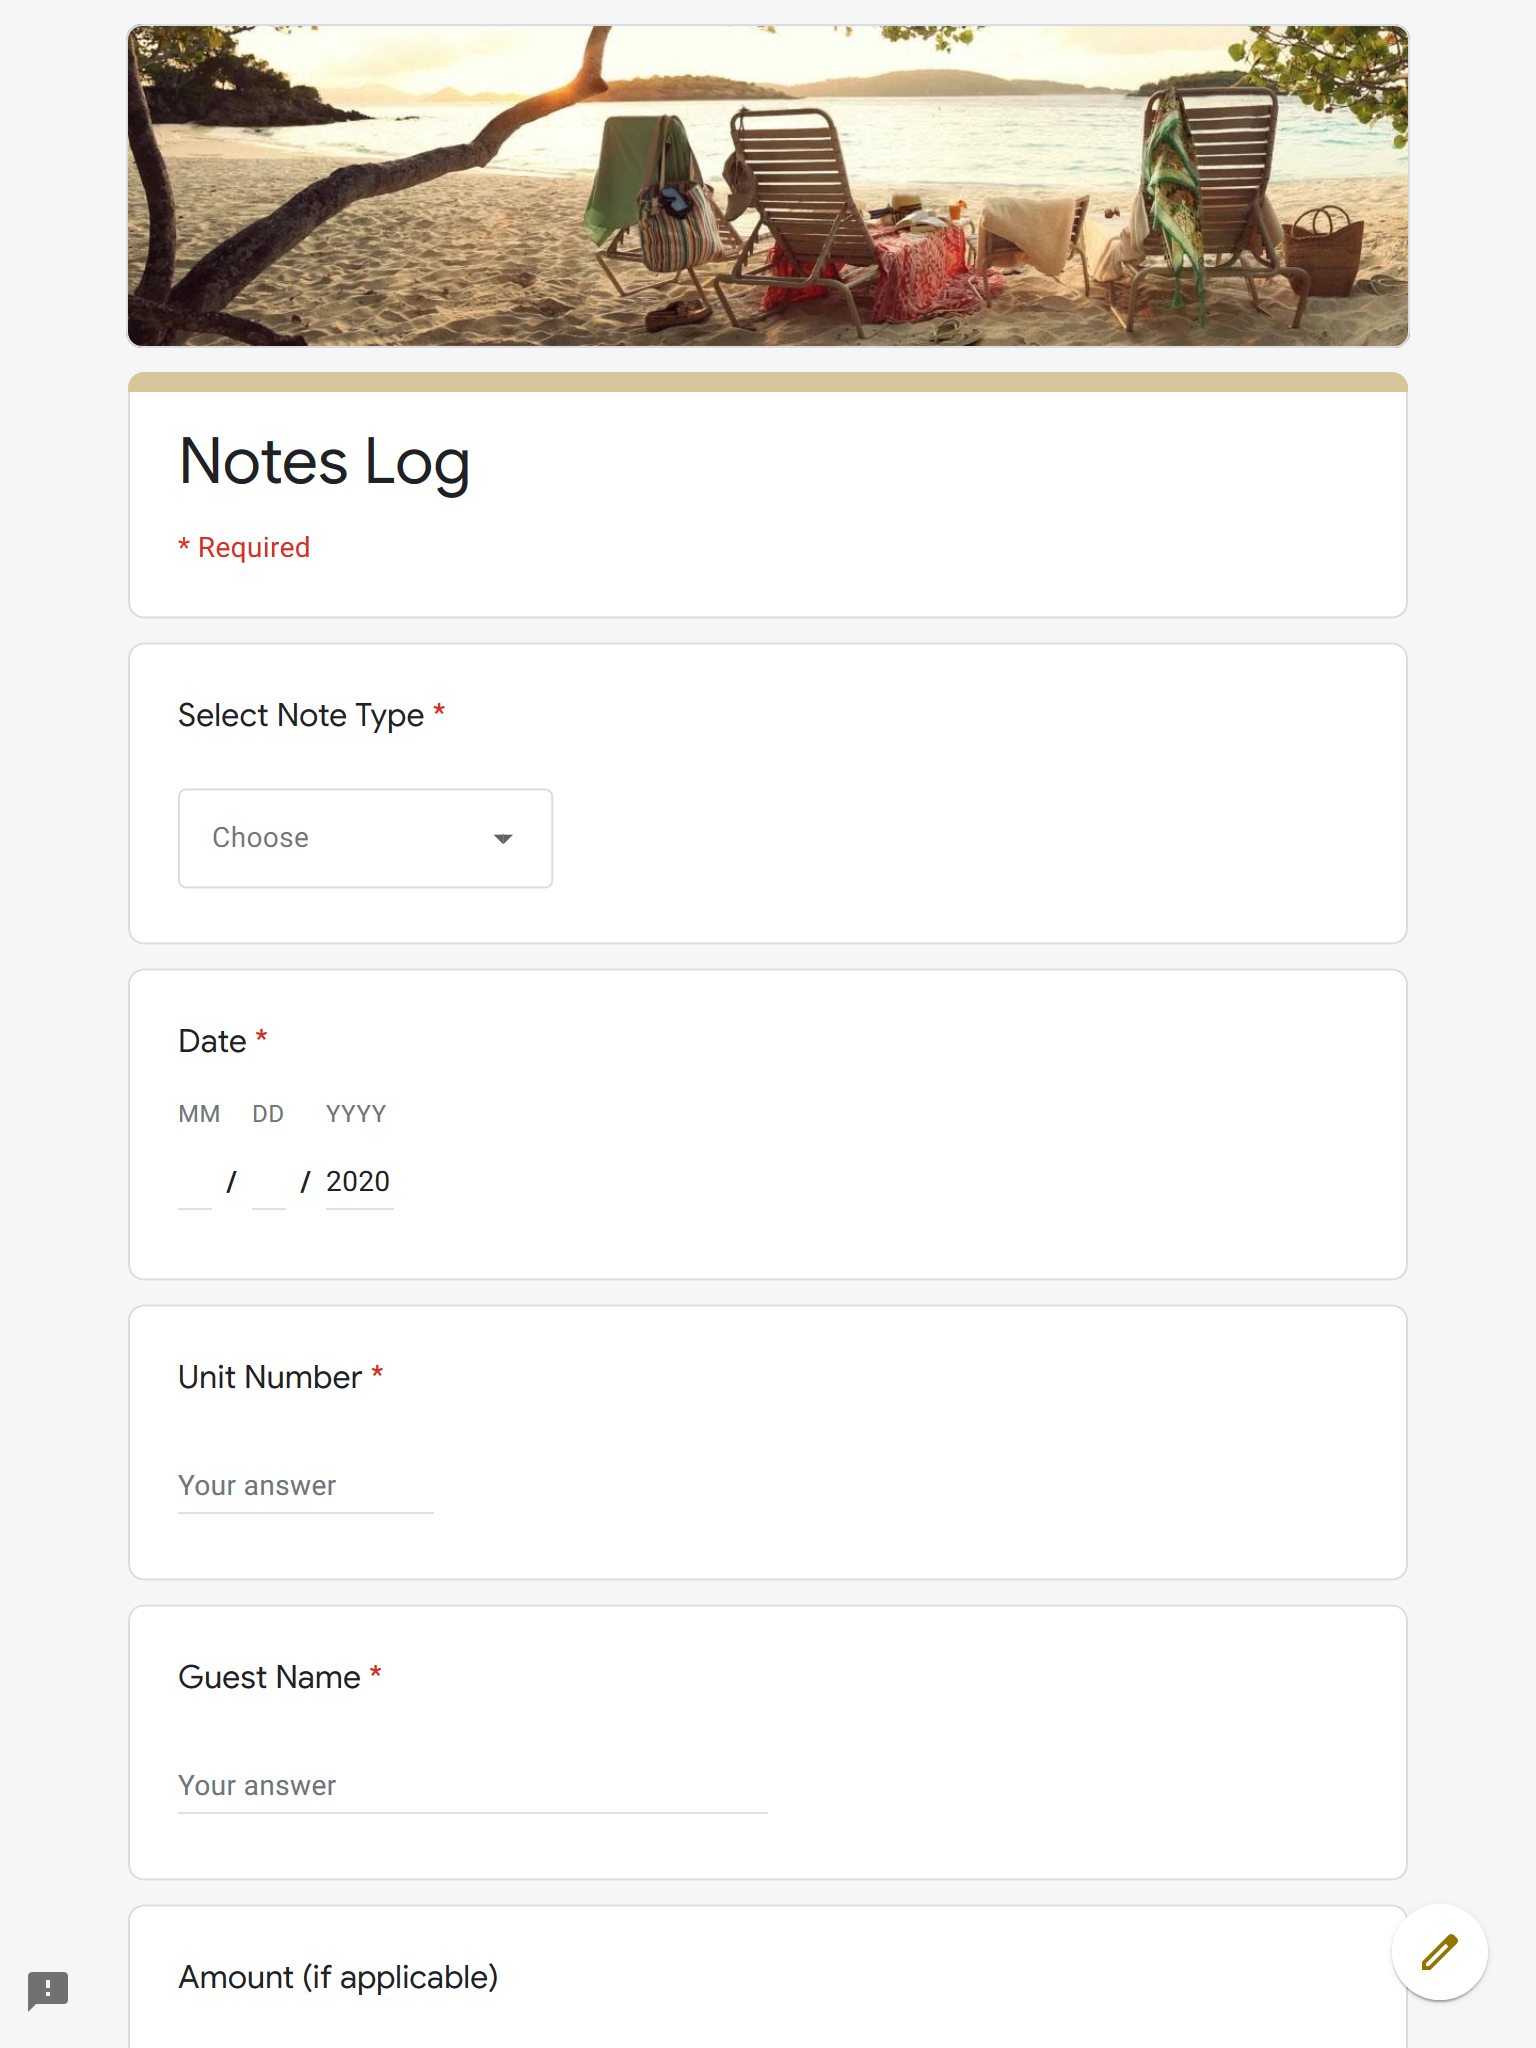 Notes Log
* Required
Select Note Type *
Choose
Date *
MM DD YYYY
/ / 2020
Unit Number *
Your answer
Guest Name *
Your answer
Amount (if applicable)